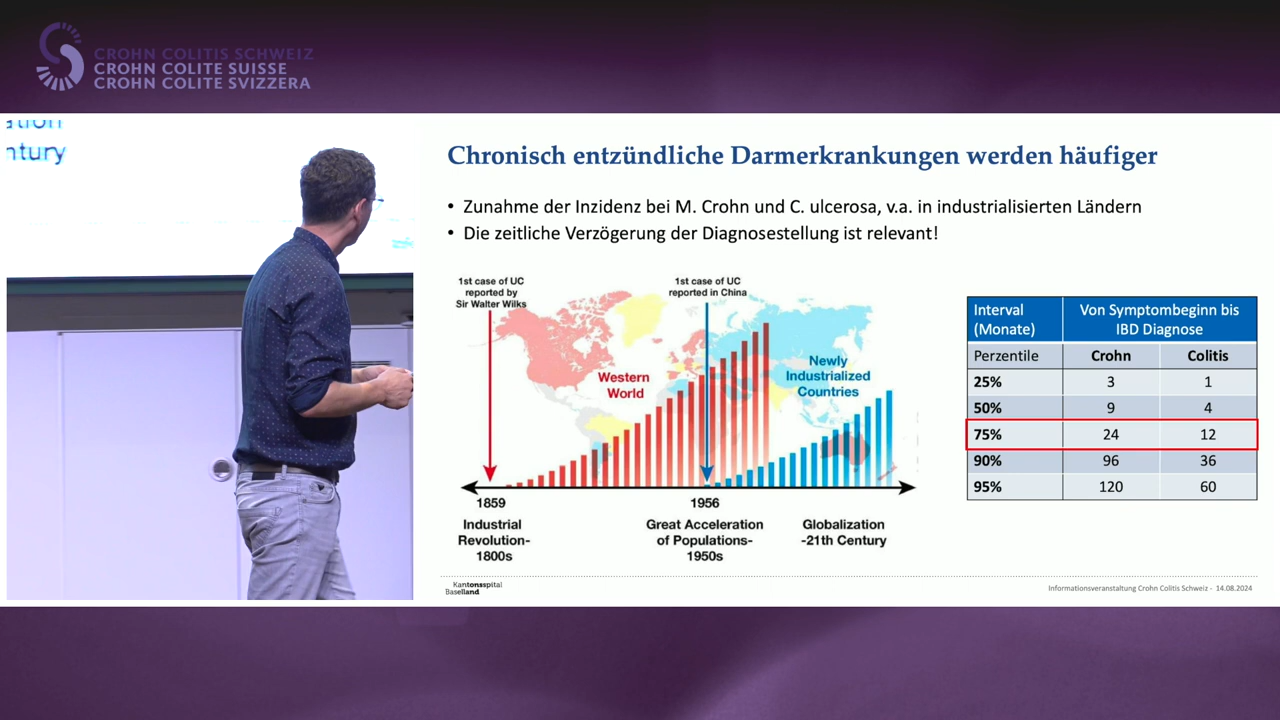 CROHN COLITIS SCHWEIZ
CROHN COLITE SUISSE
CROHN COLITE SVIZZERA
Chronisch entzündliche Darmerkrankungen werden häufiger
• Zunahme der Inzidenz bei M. Crohn und C. ulcerosa, v.a. in industrialisierten Ländern
• Die zeitliche Verzögerung der Diagnosestellung ist relevant!
1st case of UC
reported by
Sir Walter Wilks
1st case of UC
reported in China
Western
World
Newly
Industrialized
Countries
1859
1956
Industrial
Revolution-
1800s
Great Acceleration
of Populations-
1950s
Globalization
-21th Century
Interval
(Monate)
Von Symptombeginn bis
IBD Diagnose
Perzentile Crohn Colitis
25% 3 1
50% 9 4
75% 24 12
90% 96 36
95% 120 60
Kantonsspital
Baselland
Informationsveranstaltung Crohn Colitis Schweiz - 14.08.2024